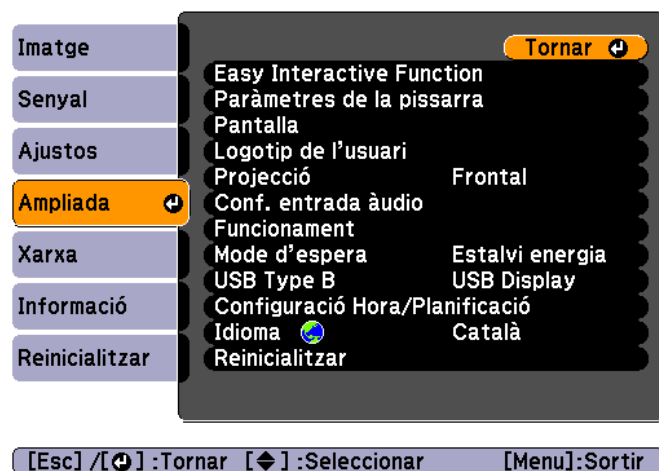 Imatge
Senyal
Ajustos
Ampliada
Xarxa
Informació
Reinicialitzar
Tornar
Easy Interactive Function
Paràmetres de la pissarra
Pantalla
Logotip de l'usuari
Projecció Frontal
Conf. entrada àudio
Funcionament
Mode d'espera Estalvi energia
USB Type B USB Display
Configuració Hora/Planificació
Idioma Català
Reinicialitzar
[Esc] /[ ] :Tornar [ ] :Seleccionar [Menu]:Sortir